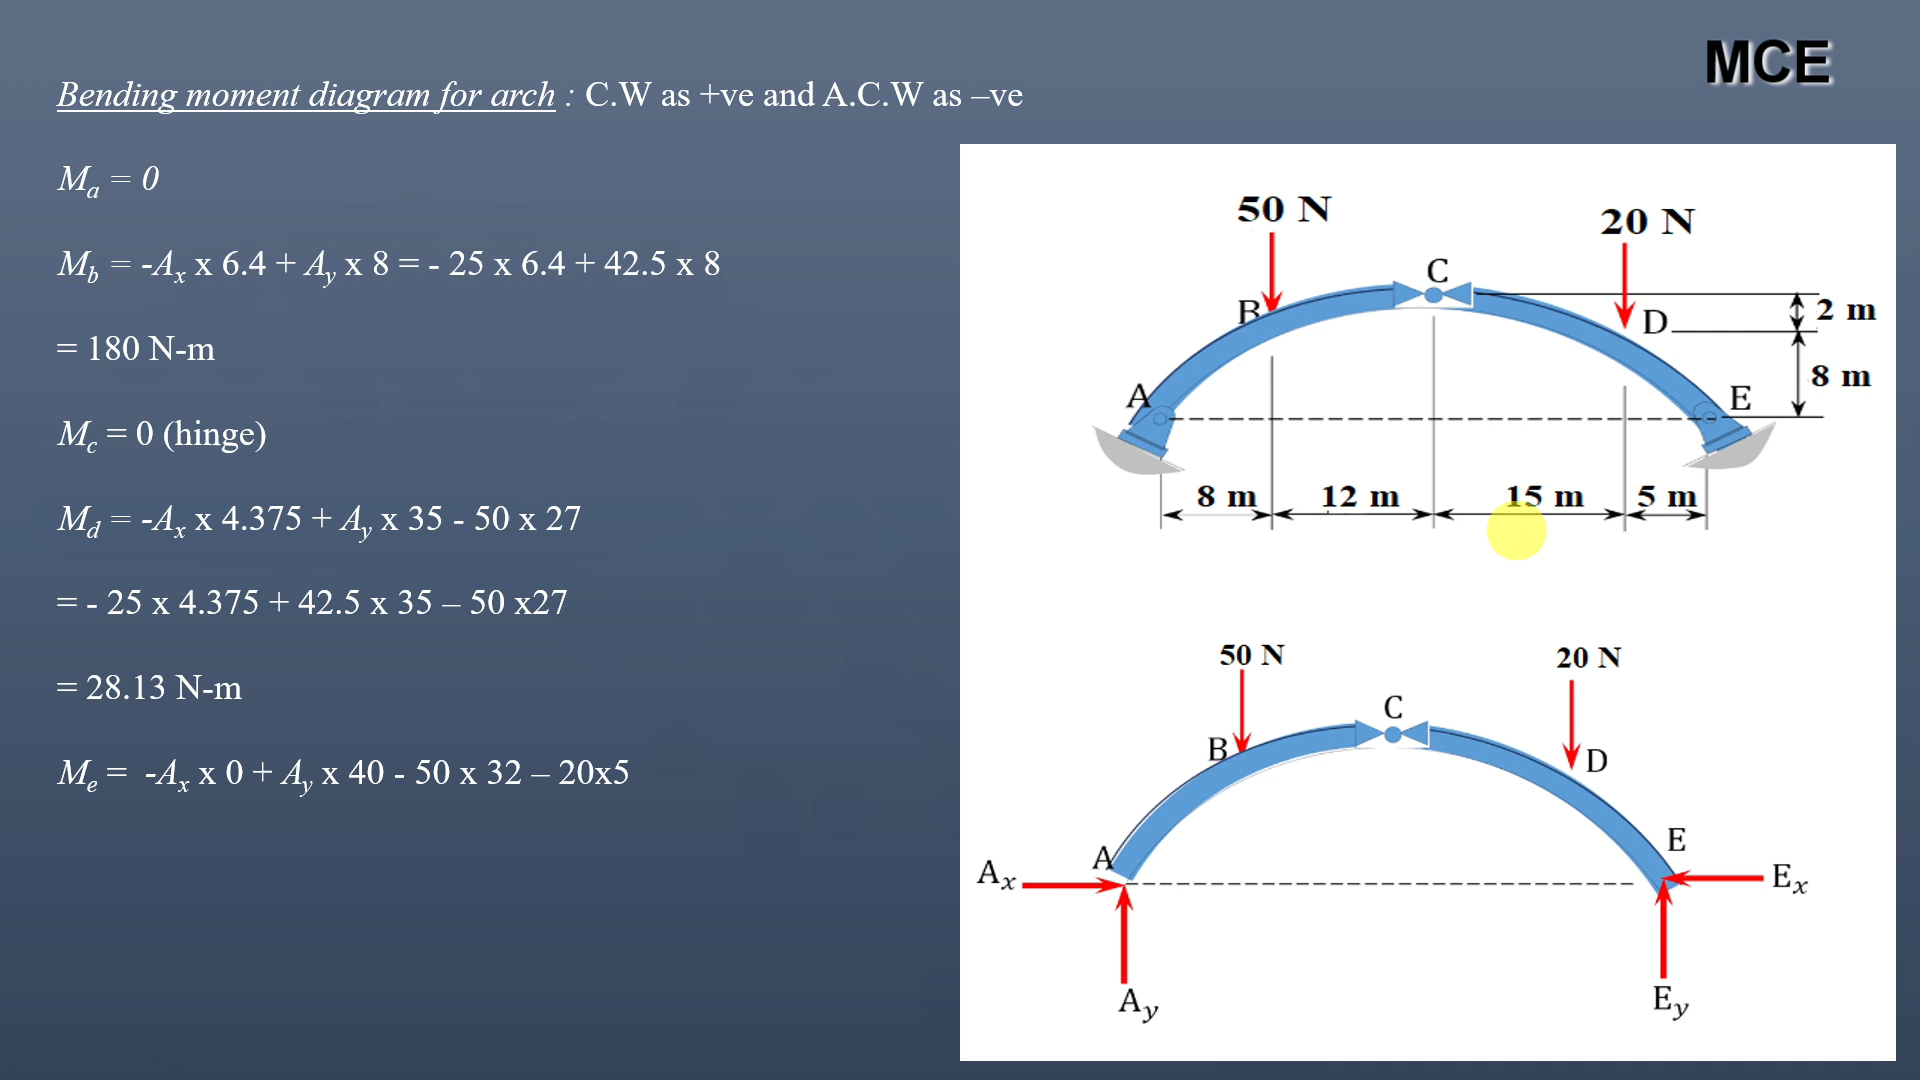 MCE
Bending moment diagram for arch : C.W as +ve and A.C.W as –ve
Ma = 0
Mb = -Ax x 6.4 + Ay x 8 = - 25 x 6.4 + 42.5 x 8
= 180 N-m
Mc = 0 (hinge)
Md = -Ax x 4.375 + Ay x 35 - 50 x 27
= - 25 x 4.375 + 42.5 x 35 – 50 x27
= 28.13 N-m
Me = -Ax x 0 + Ay x 40 - 50 x 32 – 20x5
50 N
20 N
C
B
D
2 m
A
E
8 m
8 m
12 m
15 m
5 m
50 N
20 N
C
B
D
A
E
Ax
Ex
Ay
Ey